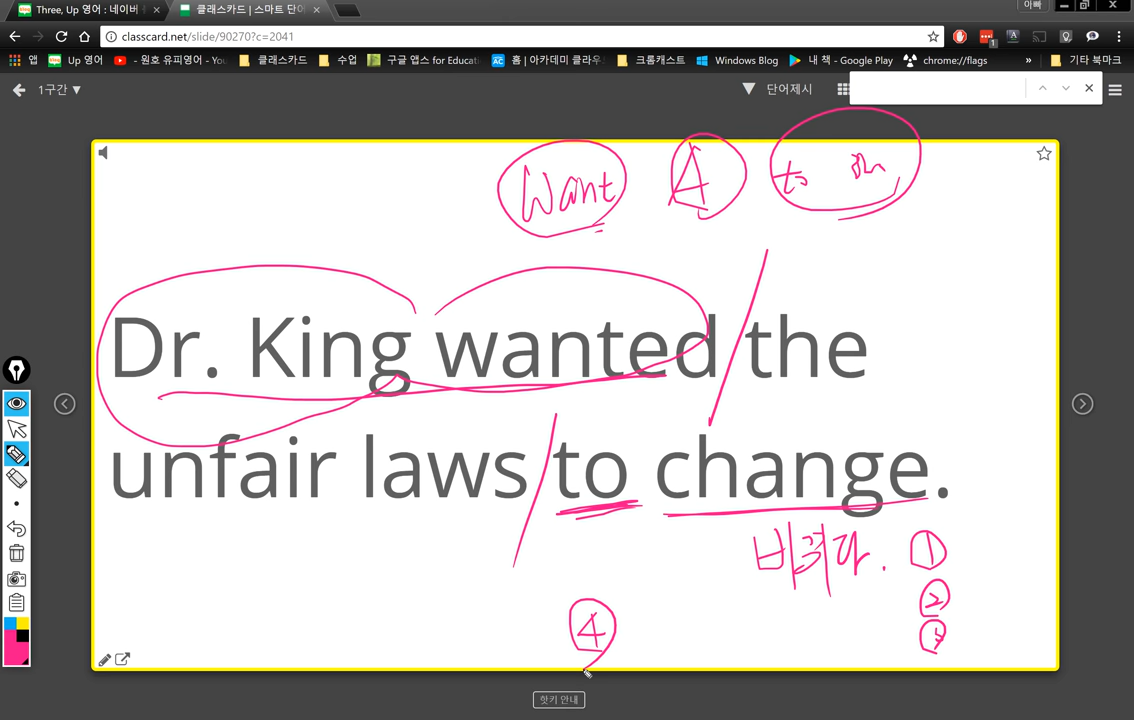 Three, Up 영어 : 네이버
클래스카드 | 스마트 단어
아빠
classcard.net/slide/90270?c=2041
앱
Up 영어
- 원호 유피영어 - You
클래스카드
수업
구글 앱스 for Educati
홈 | 아카데미 클라우
크롬캐스트
Windows Blog
내 책 - Google Play
chrome://flags
»
기타 북마크
1구간 ▼
▼ 단어제시
Want 4 to
Dr. King wanted the
unfair laws to change.
바뀌다. ①
②
③
④
핫키 안내